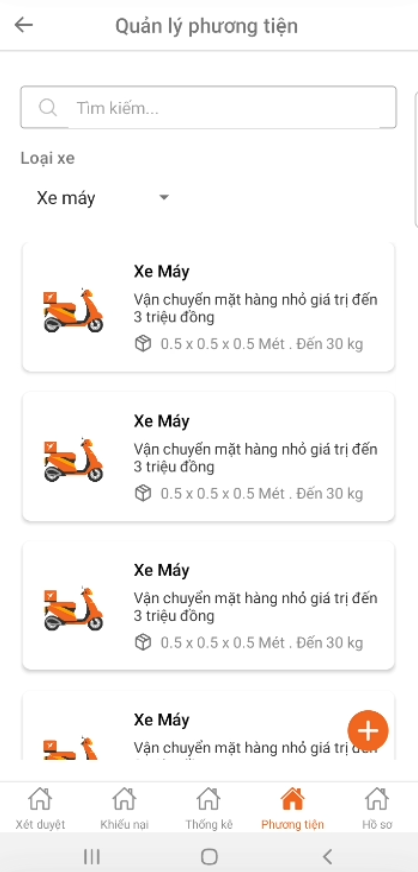 Quản lý phương tiện
Tìm kiếm...
Loại xe
Xe máy
Xe Máy
Vận chuyển mặt hàng nhỏ giá trị đến
3 triệu đồng
0.5 x 0.5 x 0.5 Mét . Đến 30 kg
Xe Máy
Vận chuyển mặt hàng nhỏ giá trị đến
3 triệu đồng
0.5 x 0.5 x 0.5 Mét . Đến 30 kg
Xe Máy
Vận chuyển mặt hàng nhỏ giá trị đến
3 triệu đồng
0.5 x 0.5 x 0.5 Mét . Đến 30 kg
Xe Máy
Vận chuyển mặt hàng nhỏ giá trị
Xét duyệt
Khiếu nại
Thống kê
Phương tiện
Hồ sơ